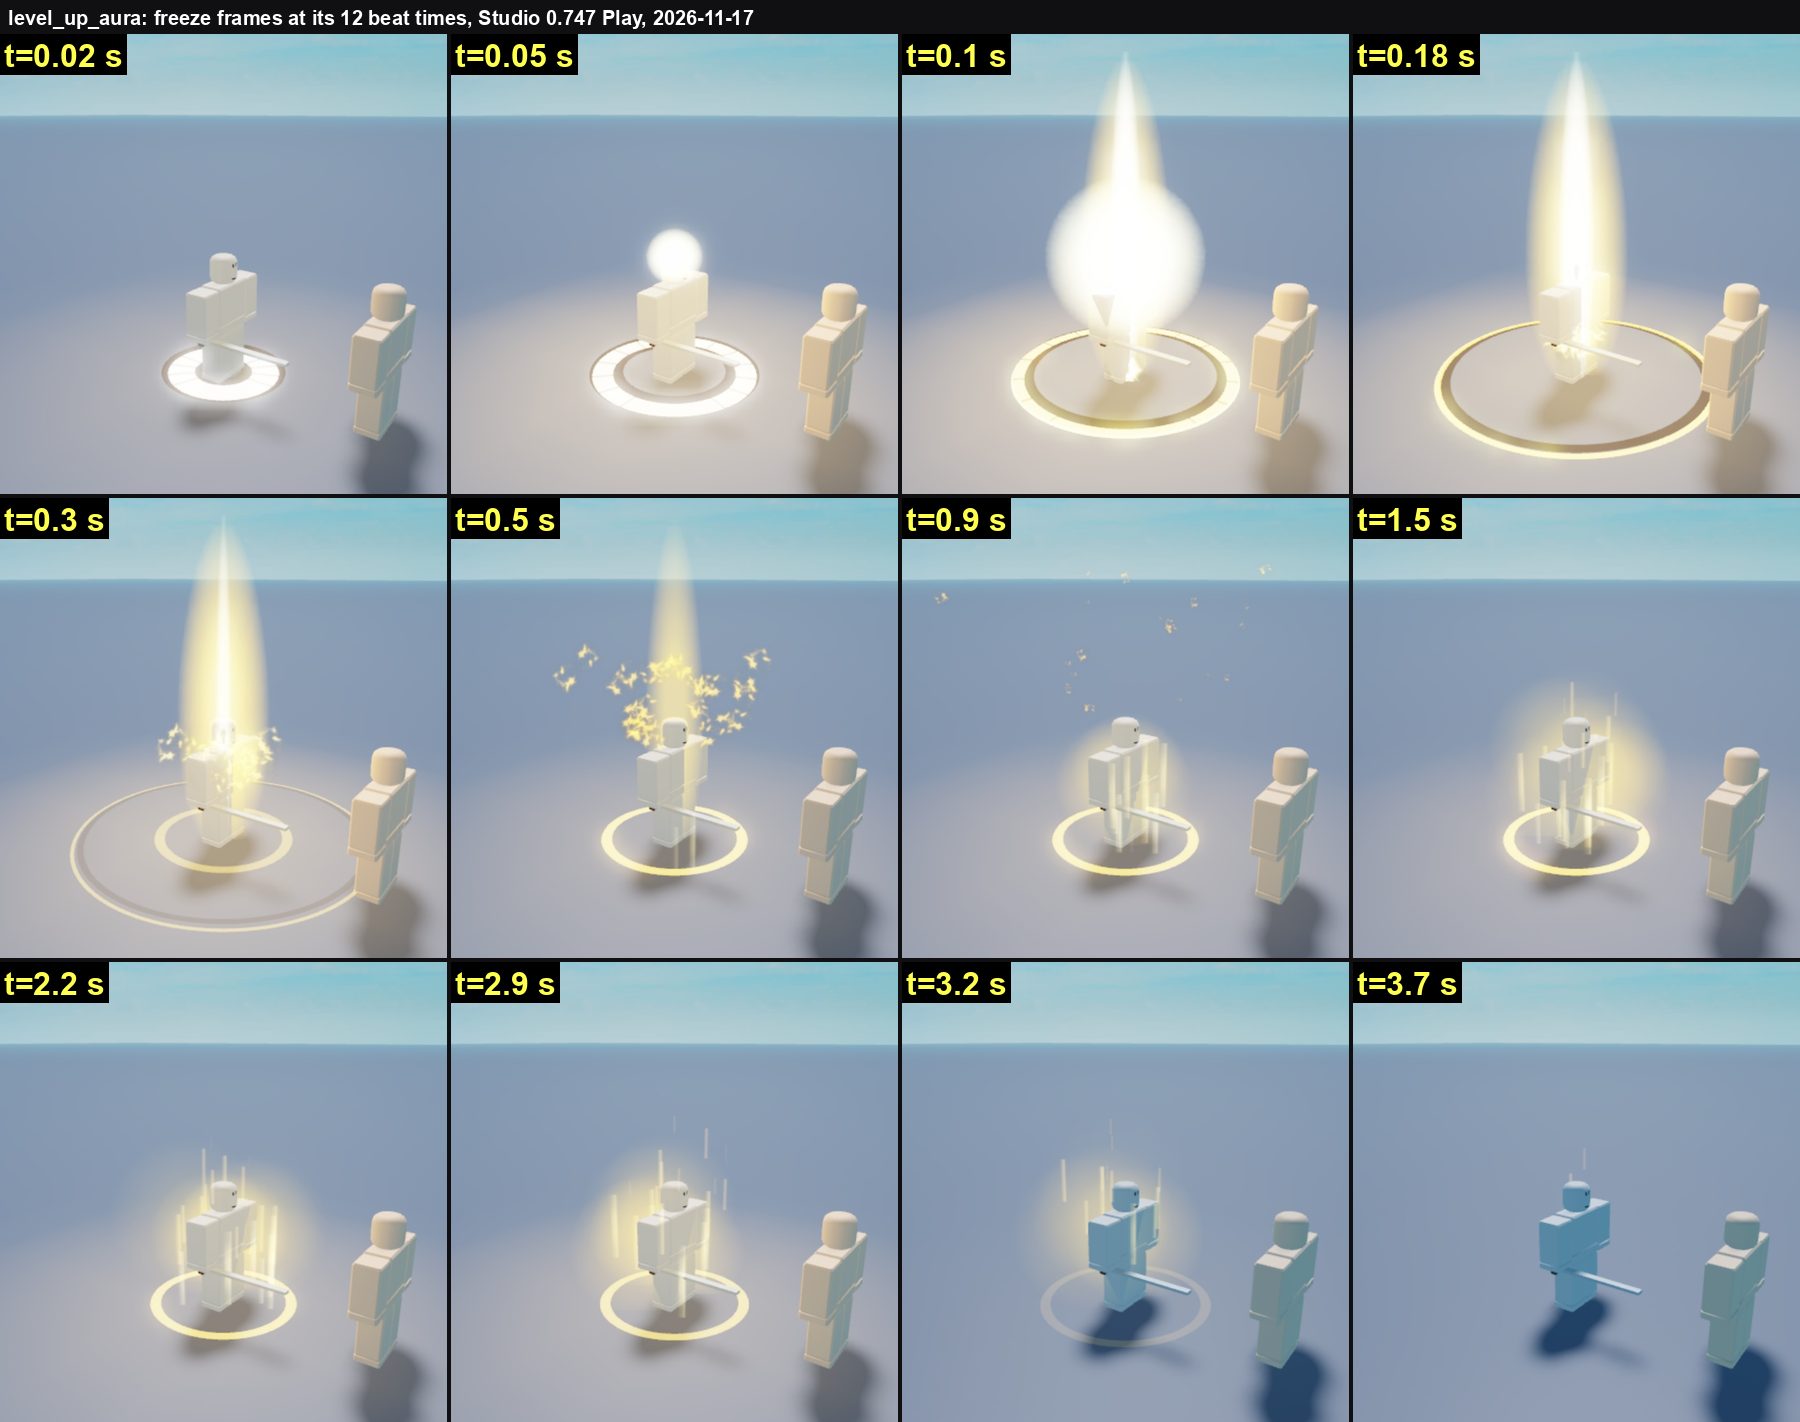 level_up_aura: freeze frames at its 12 beat times, Studio 0.747 Play, 2026-11-17
t=0.02 s
t=0.05 s
t=0.1 s
t=0.18 s
t=0.3 s
t=0.5 s
t=0.9 s
t=1.5 s
t=2.2 s
t=2.9 s
t=3.2 s
t=3.7 s